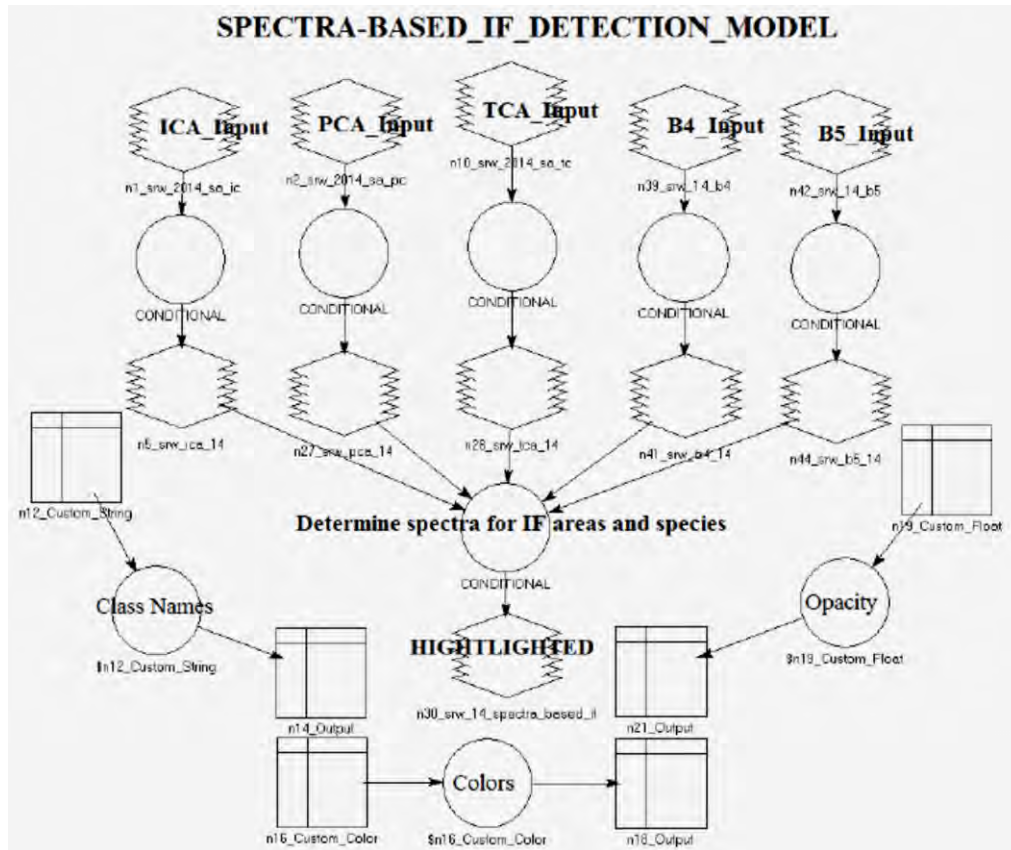 SPECTRA-BASED_IF_DETECTION_MODEL
ICA_Input
PCA_Input
TCA_Input
B4_Input
B5_Input
n1_srw_2014_sa_ic
n2_srw_2014_sa_pc
n10_srw_2014_sa_tc
n39_srw_14_b4
n42_srw_14_b5
CONDITIONAL
CONDITIONAL
CONDITIONAL
CONDITIONAL
CONDITIONAL
n5_srw_ica_14
n27_srw_pca_14
n28_srw_tca_14
n41_srw_b4_14
n44_srw_b5_14
n12_Custom_String
n19_Custom_Float
Determine spectra for IF areas and species
CONDITIONAL
Class Names
Opacity
$n12_Custom_String
$n19_Custom_Float
HIGHTLIGHTED
n30_srw_14_spectra_based_if
n14_Output
n21_Output
Colors
n16_Custom_Color
$n16_Custom_Color
n18_Output